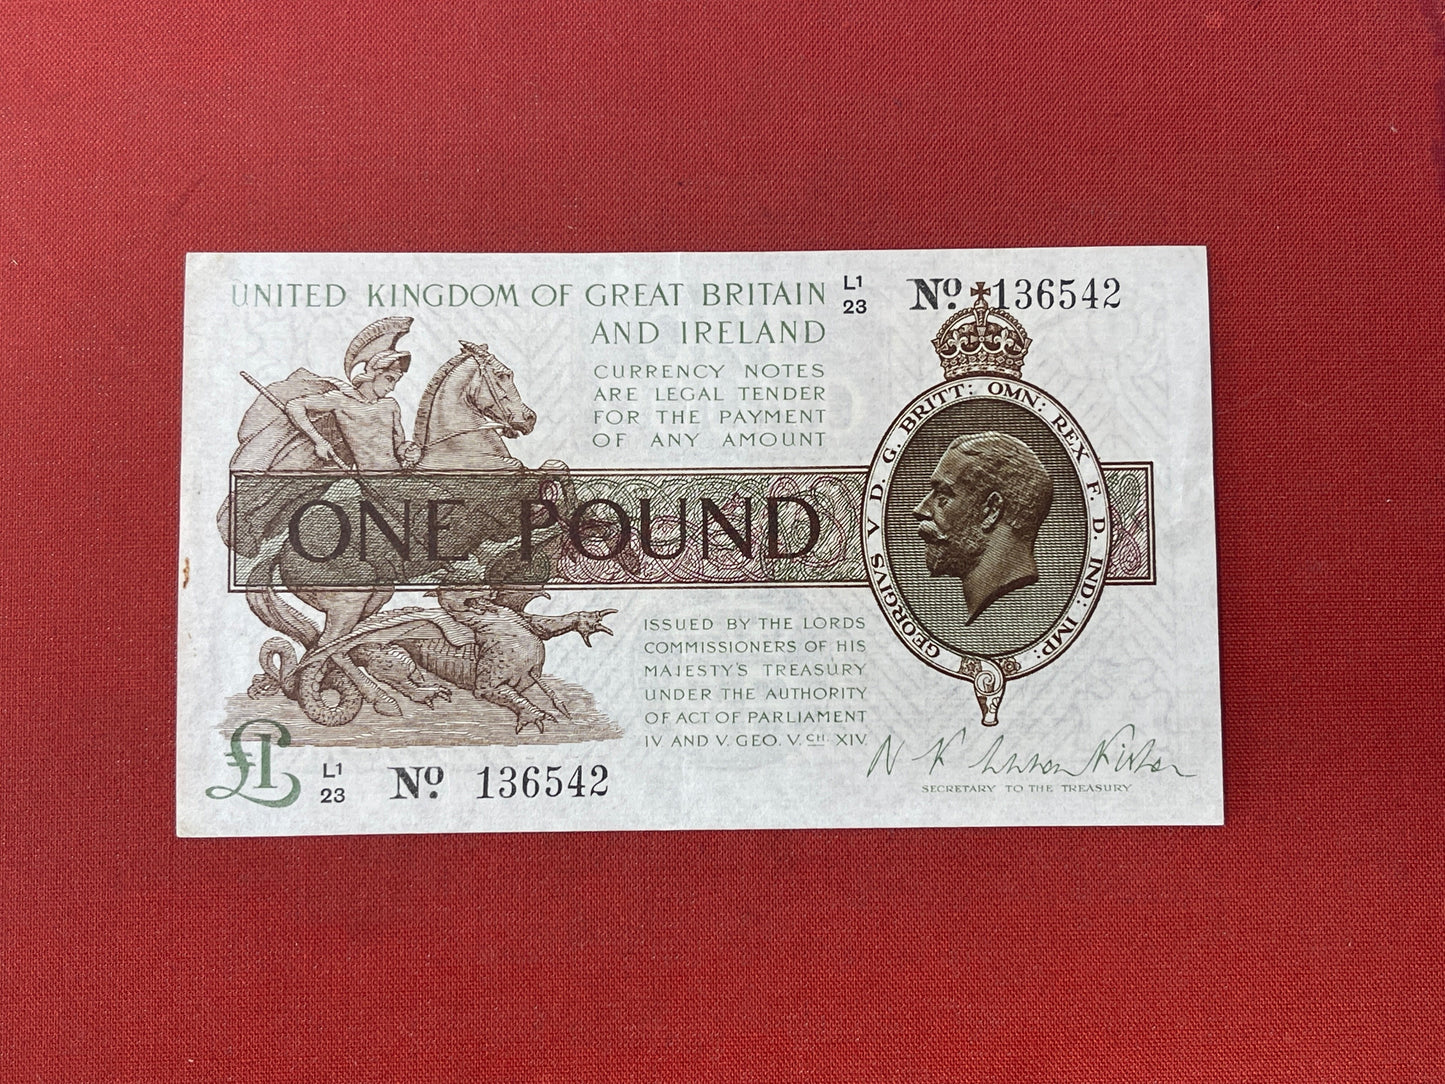 UNITED KINGDOM OF GREAT BRITAIN
AND IRELAND
L1
23
No. 136542
CURRENCY NOTES
ARE LEGAL TENDER
FOR THE PAYMENT
OF ANY AMOUNT
ONE POUND
GEORGIVS V D. G. BRITT: OMN: REX F. D. IND: IMP:
ISSUED BY THE LORDS
COMMISSIONERS OF HIS
MAJESTY'S TREASURY
UNDER THE AUTHORITY
OF ACT OF PARLIAMENT
IV AND V. GEO. V. CH. XIV.
£1
L1
23
No. 136542
SECRETARY TO THE TREASURY